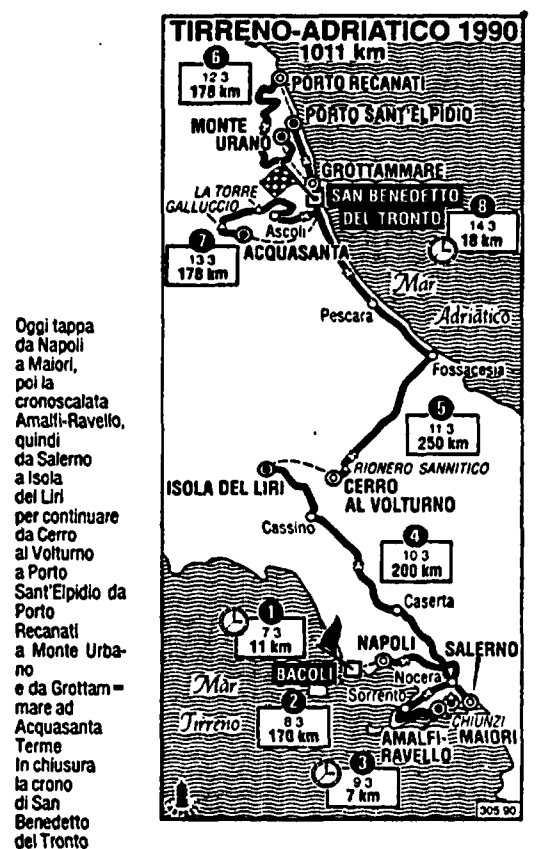 TIRRENO-ADRIATICO 1990
1011 km
6
12 3
178 km
PORTO RECANATI
PORTO SANT'ELPIDIO
MONTE
URANO
GROTTAMMARE
SAN BENEDETTO
DEL TRONTO
LA TORRE
GALLUCCIO
Ascoli
ACQUASANTA
7
13 3
178 km
8
14 3
18 km
Mar
Adriatico
Pescara
Fossacesia
5
11 3
250 km
RIONERO SANNITICO
ISOLA DEL LIRI
CERRO
AL VOLTURNO
Cassino
4
10 3
200 km
Caserta
1
7 3
11 km
NAPOLI
SALERNO
BACOLI
Nocera
Sorrento
Mar
Tirreno
2
8 3
170 km
CHIUNZI
AMALFI-
RAVELLO
MAIORI
3
9 3
7 km
305 90
Oggi tappa
da Napoli
a Maiori,
poi la
cronoscalata
Amalfi-Ravello,
quindi
da Salerno
a Isola
del Liri
per continuare
da Cerro
al Volturno
a Porto
Sant'Elpidio da
Porto
Recanati
a Monte Urba-
no
e da Grottam=
mare ad
Acquasanta
Terme
In chiusura
la crono
di San
Benedetto
del Tronto